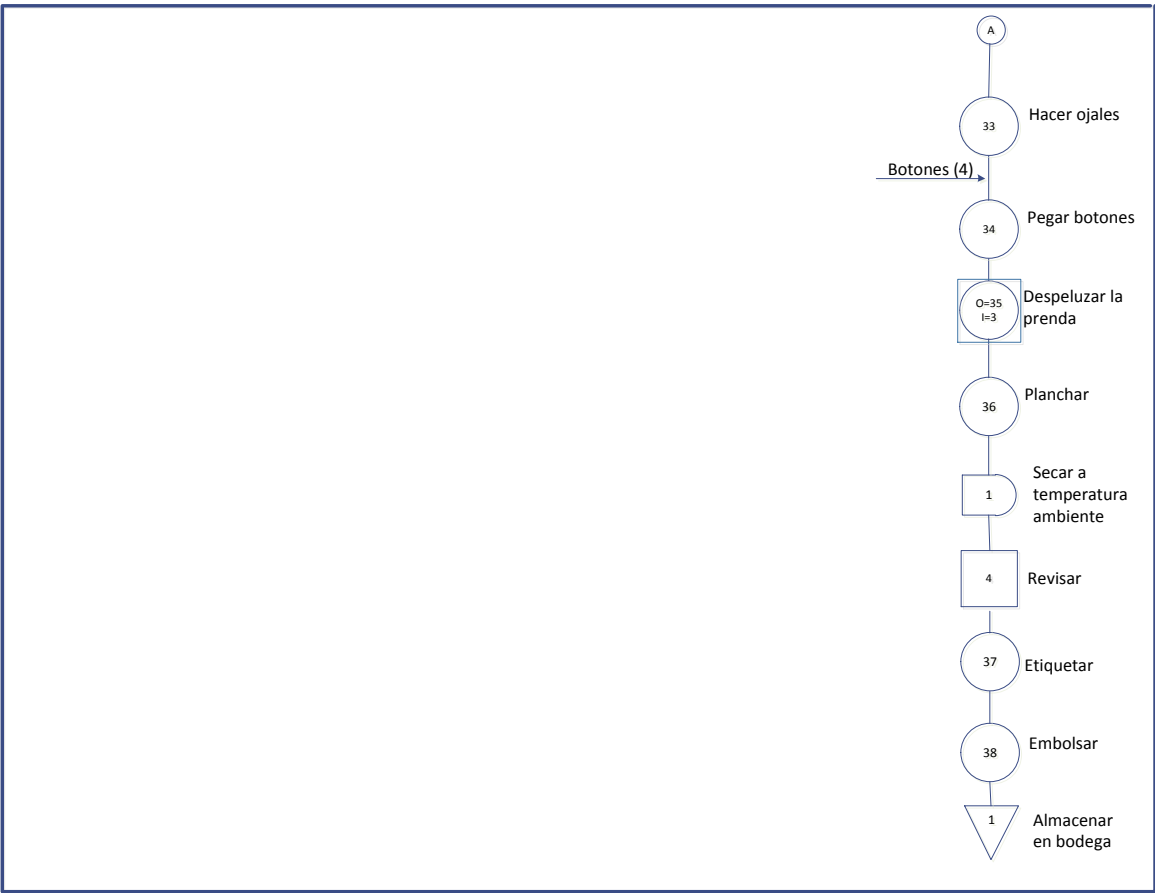 A
33
Hacer ojales
Botones (4)
34
Pegar botones
O=35
I=3
Despeluzar la
prenda
36
Planchar
1
Secar a
temperatura
ambiente
4
Revisar
37
Etiquetar
38
Embolsar
1
Almacenar
en bodega